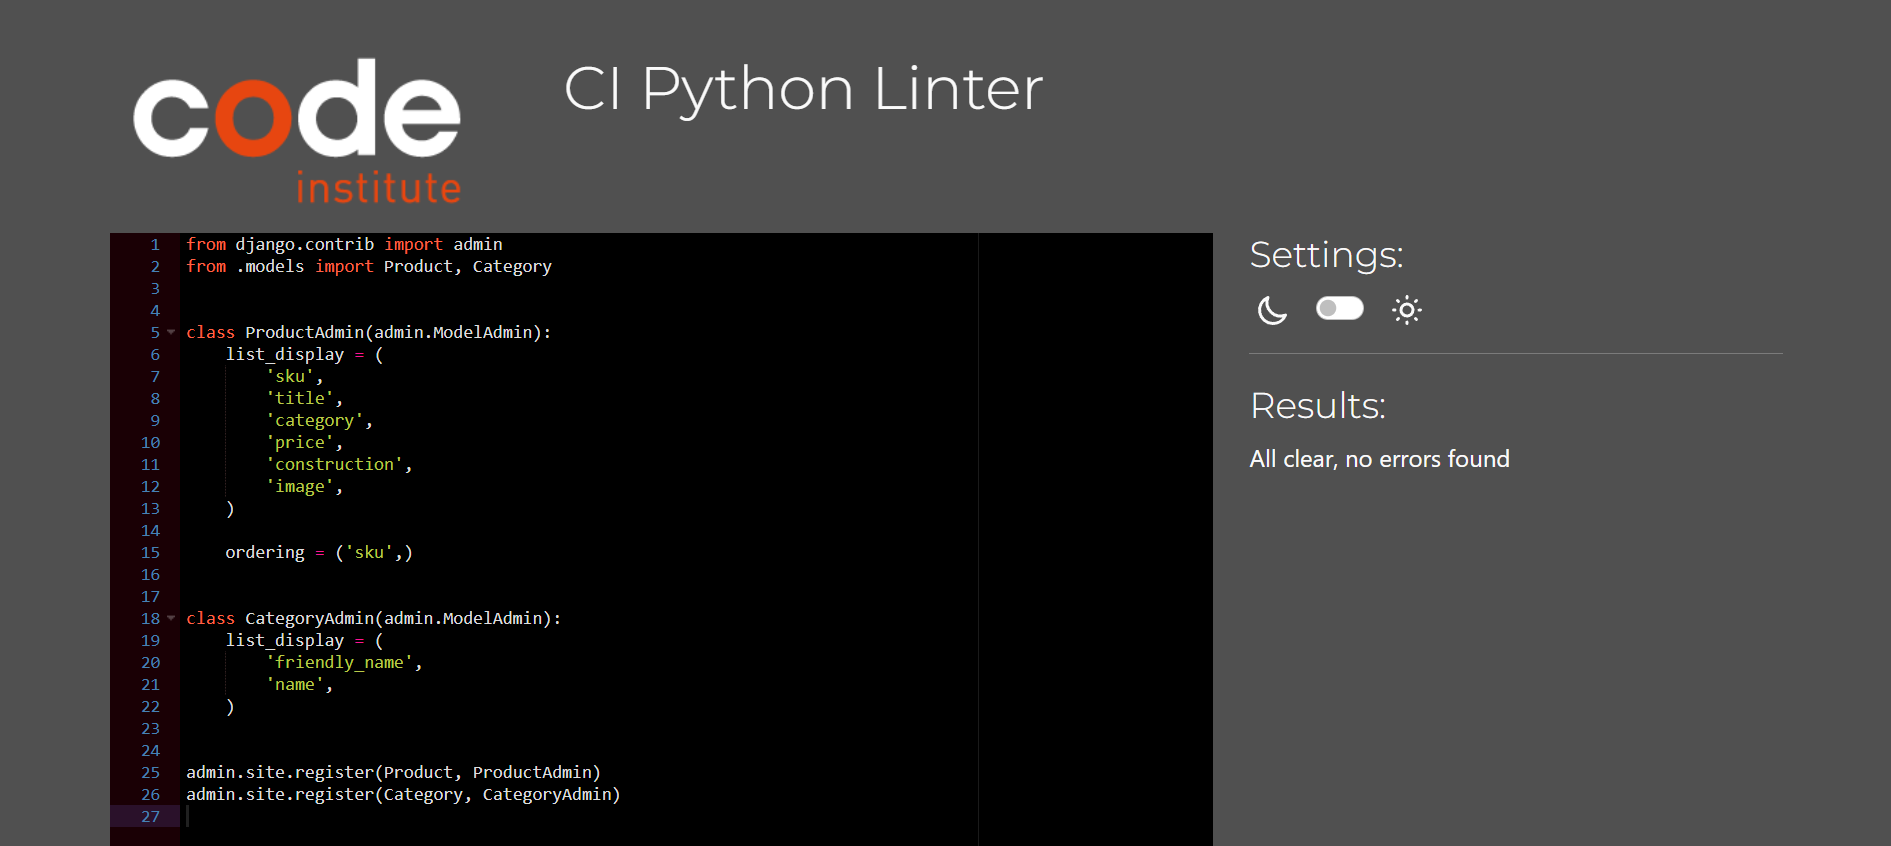 code
institute
CI Python Linter
1 from django.contrib import admin
2 from .models import Product, Category
3
4
5 class ProductAdmin(admin.ModelAdmin):
6     list_display = (
7         'sku',
8         'title',
9         'category',
10         'price',
11         'construction',
12         'image',
13     )
14
15     ordering = ('sku',)
16
17
18 class CategoryAdmin(admin.ModelAdmin):
19     list_display = (
20         'friendly_name',
21         'name',
22     )
23
24
25 admin.site.register(Product, ProductAdmin)
26 admin.site.register(Category, CategoryAdmin)
27
Settings:
Results:
All clear, no errors found